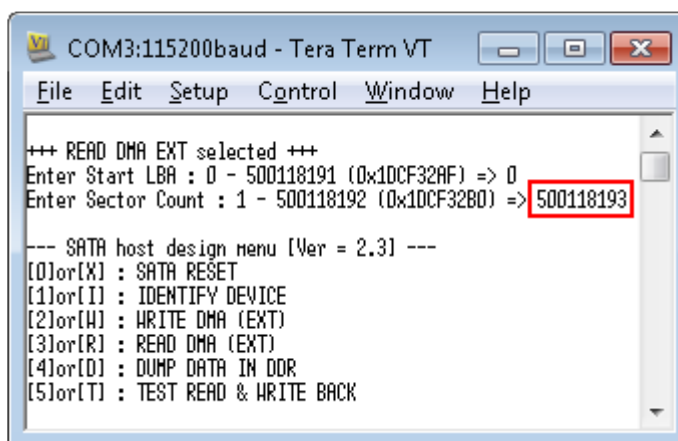 COM3:115200baud - Tera Term VT
File Edit Setup Control Window Help
+++ READ DMA EXT selected +++
Enter Start LBA : 0 - 500118191 (0x1DCF32AF) => 0
Enter Sector Count : 1 - 500118192 (0x1DCF32B0) => 500118193
--- SATA host design menu [Ver = 2.3] ---
[0]or[X] : SATA RESET
[1]or[I] : IDENTIFY DEVICE
[2]or[W] : WRITE DMA (EXT)
[3]or[R] : READ DMA (EXT)
[4]or[D] : DUMP DATA IN DDR
[5]or[T] : TEST READ & WRITE BACK